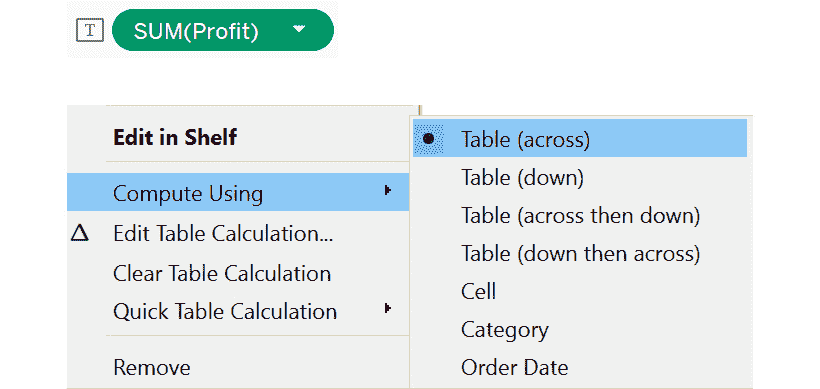 T SUM(Profit)
Edit in Shelf
Compute Using
Δ Edit Table Calculation...
Clear Table Calculation
Quick Table Calculation
Remove
Table (across)
Table (down)
Table (across then down)
Table (down then across)
Cell
Category
Order Date